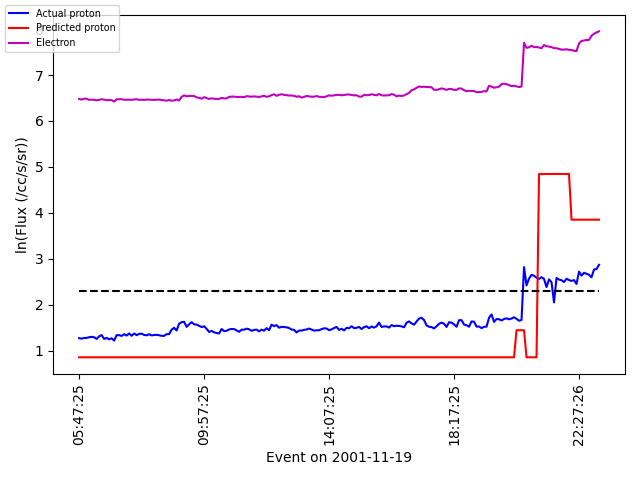 Actual proton
Predicted proton
Electron
7
6
5
4
3
2
1
ln(Flux (/cc/s/sr))
05:47:25
09:57:25
14:07:25
18:17:25
22:27:26
Event on 2001-11-19